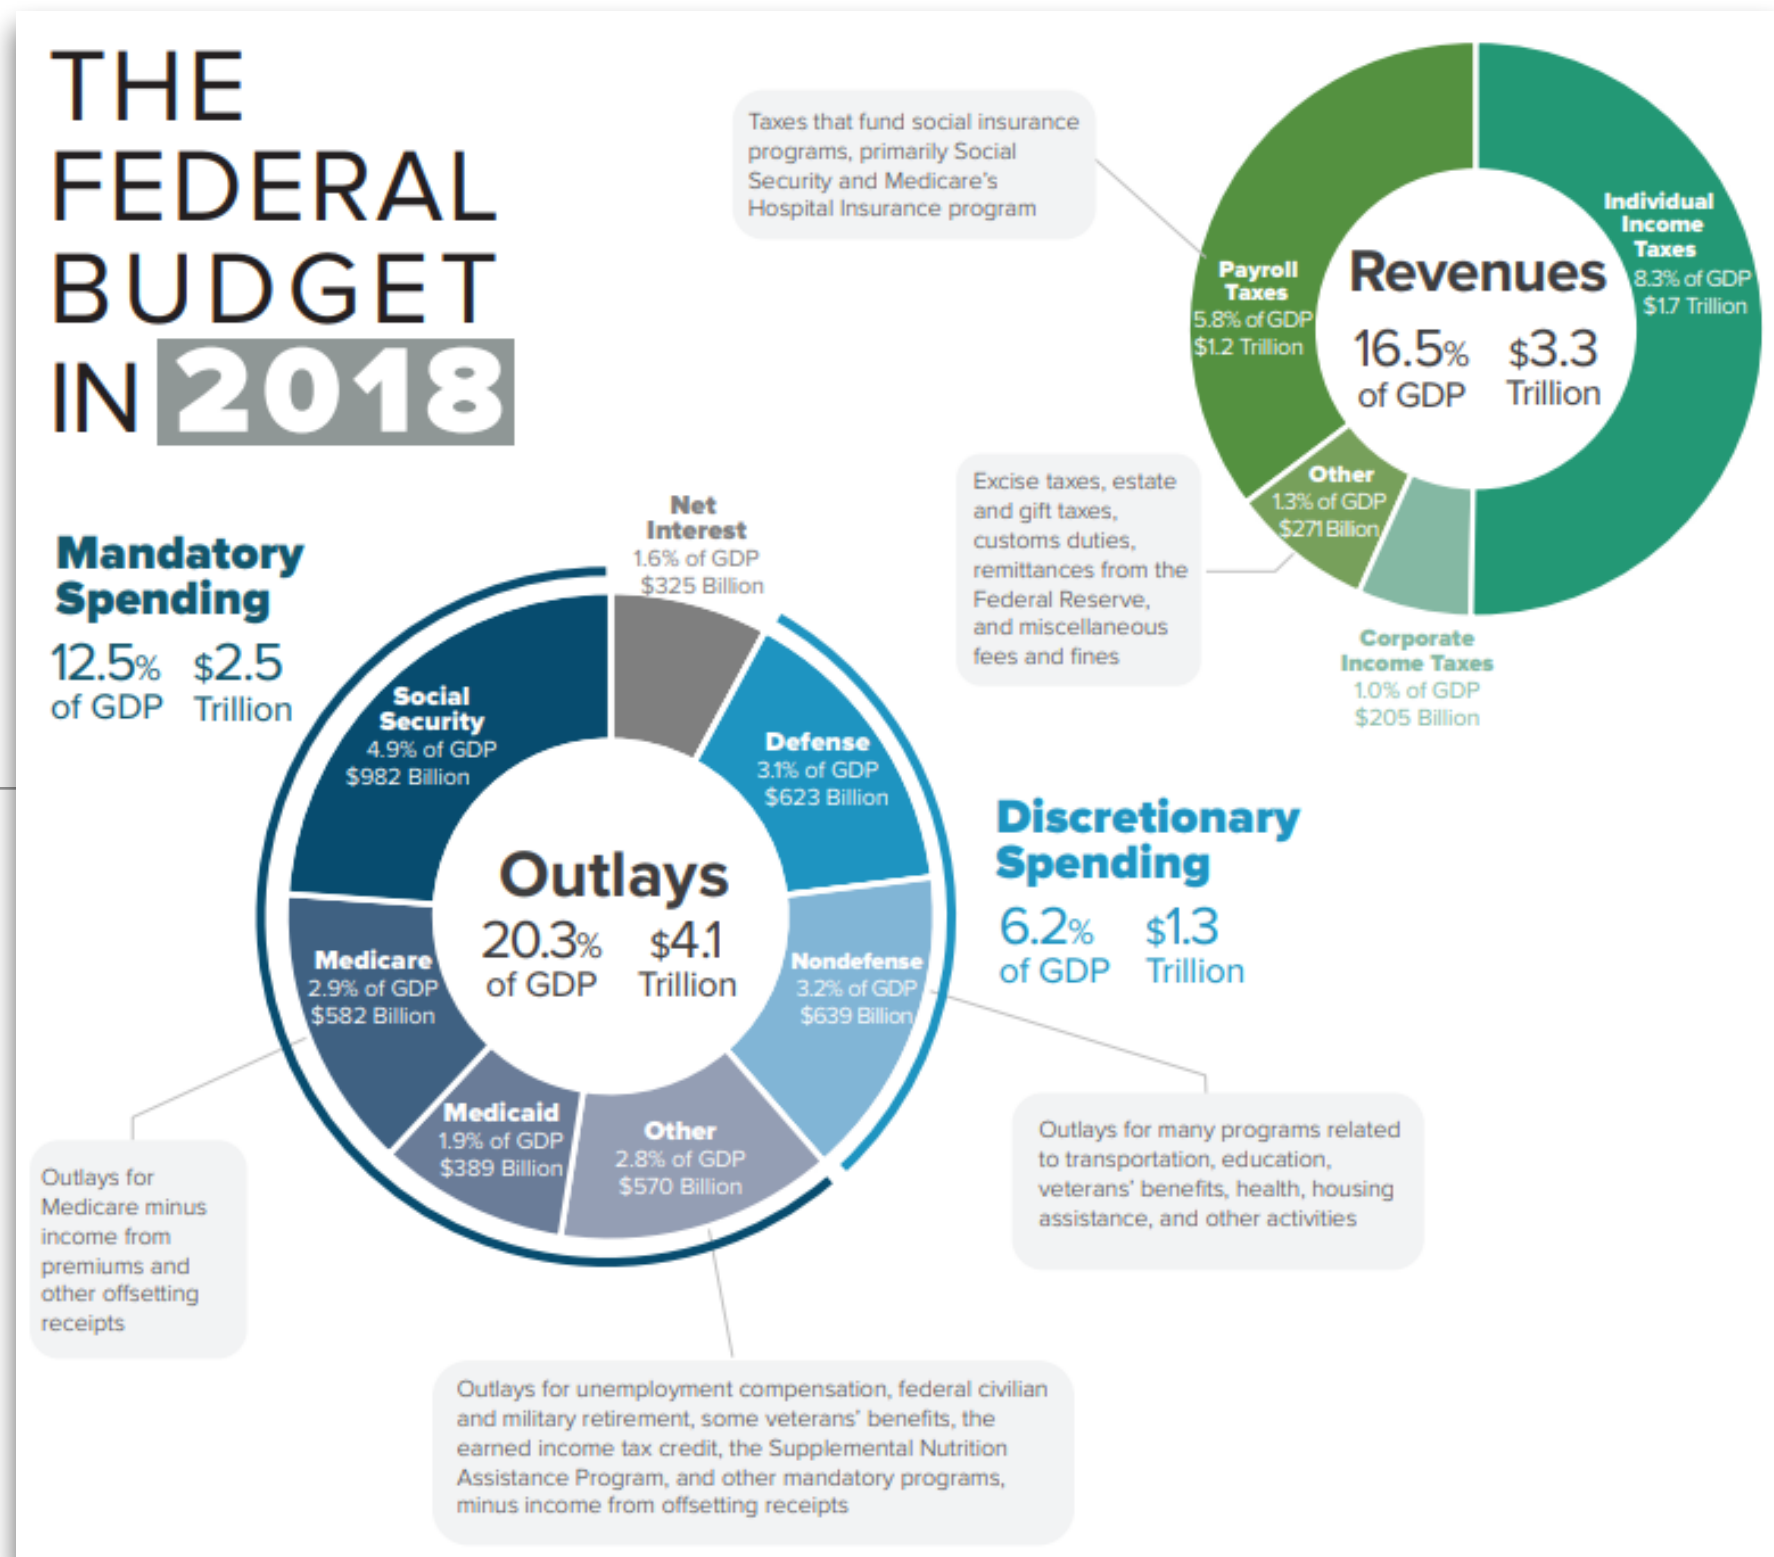 THE
FEDERAL
BUDGET
IN 2018
Taxes that fund social insurance
programs, primarily Social
Security and Medicare's
Hospital Insurance program
Payroll
Taxes
5.8% of GDP
$1.2 Trillion
Revenues
16.5% of GDP
$3.3 Trillion
Individual
Income
Taxes
8.3% of GDP
$1.7 Trillion
Other
1.3% of GDP
$271 Billion
Excise taxes, estate
and gift taxes,
customs duties,
remittances from the
Federal Reserve,
and miscellaneous
fees and fines
Corporate
Income Taxes
1.0% of GDP
$205 Billion
Mandatory
Spending
12.5% of GDP
$2.5 Trillion
Net
Interest
1.6% of GDP
$325 Billion
Social
Security
4.9% of GDP
$982 Billion
Defense
3.1% of GDP
$623 Billion
Outlays
20.3% of GDP
$4.1 Trillion
Discretionary
Spending
6.2% of GDP
$1.3 Trillion
Medicare
2.9% of GDP
$582 Billion
Nondefense
3.2% of GDP
$639 Billion
Medicaid
1.9% of GDP
$389 Billion
Other
2.8% of GDP
$570 Billion
Outlays for
Medicare minus
income from
premiums and
other offsetting
receipts
Outlays for many programs related
to transportation, education,
veterans' benefits, health, housing
assistance, and other activities
Outlays for unemployment compensation, federal civilian
and military retirement, some veterans' benefits, the
earned income tax credit, the Supplemental Nutrition
Assistance Program, and other mandatory programs,
minus income from offsetting receipts